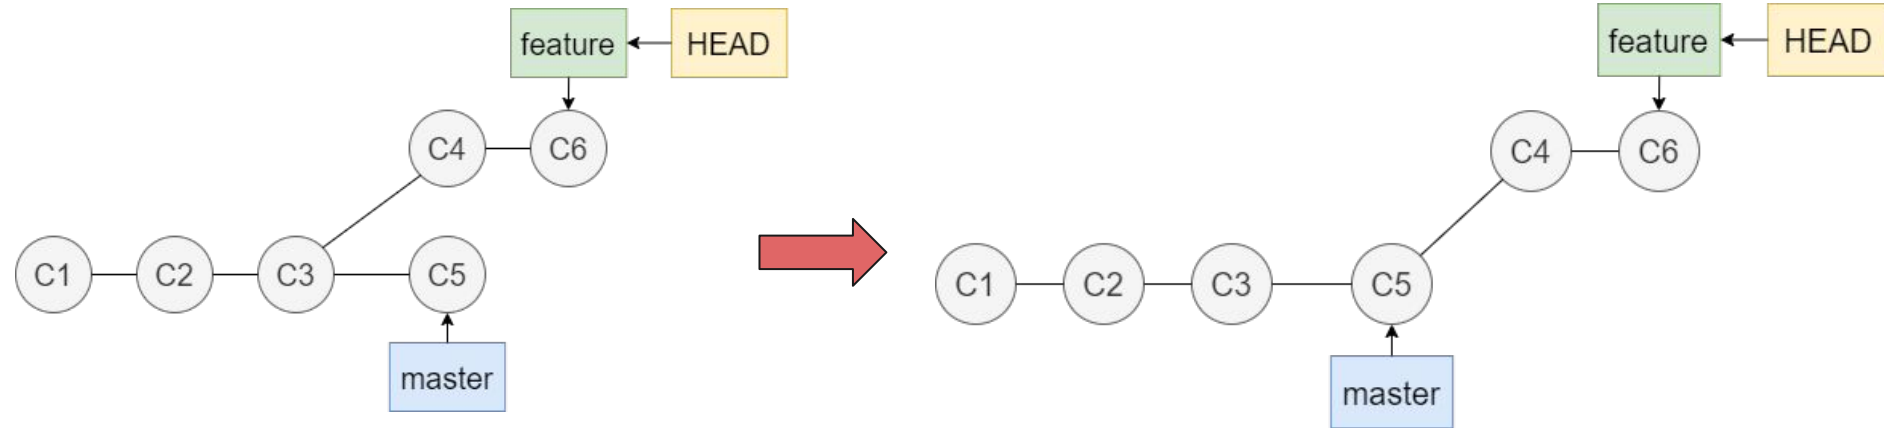 feature
HEAD
C4
C6
C1
C2
C3
C5
master
feature
HEAD
C4
C6
C1
C2
C3
C5
master